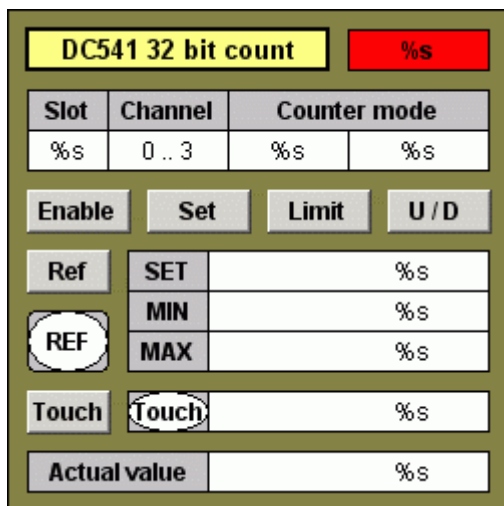 DC541 32 bit count %s
Slot Channel Counter mode
%s 0 .. 3 %s %s
Enable Set Limit U / D
Ref SET %s
MIN %s
REF
MAX %s
Touch Touch %s
Actual value %s